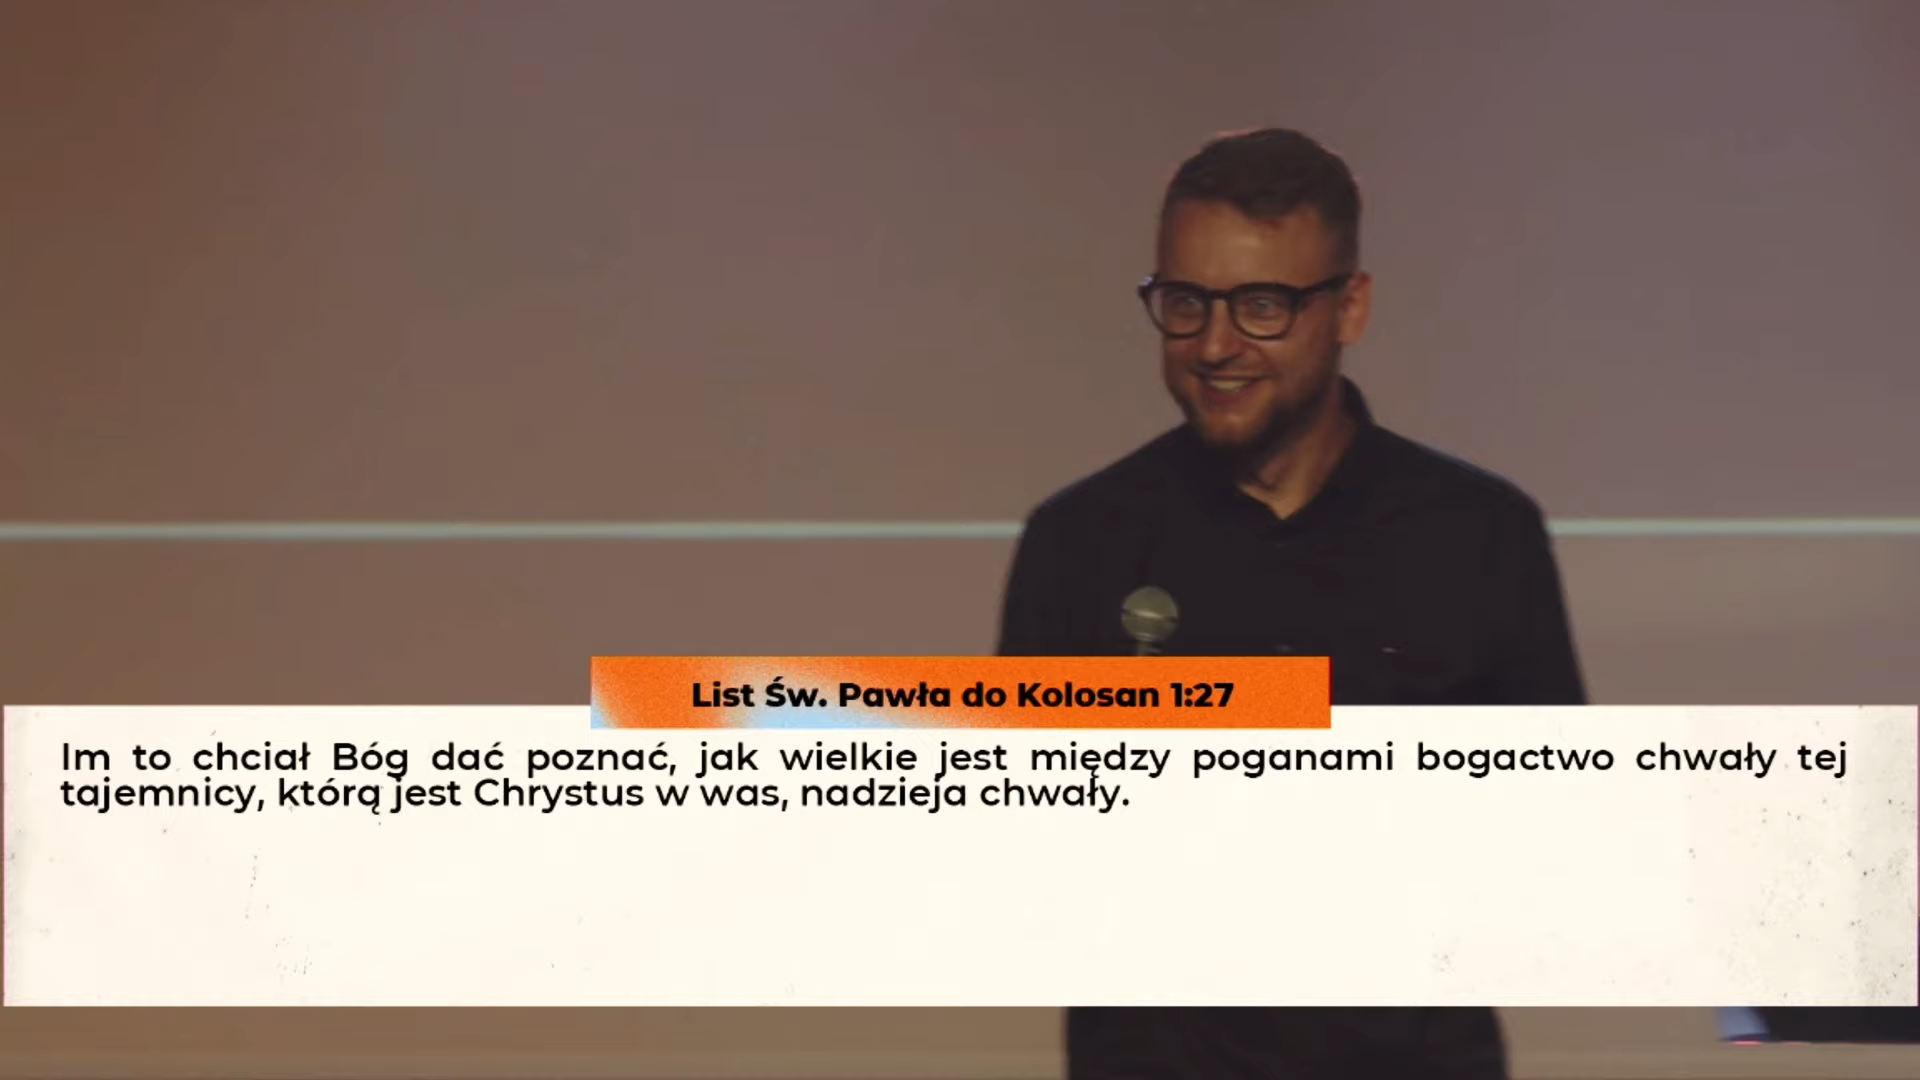 List Św. Pawła do Kolosan 1:27
Im to chciał Bóg dać poznać, jak wielkie jest między poganami bogactwo chwały tej
tajemnicy, którą jest Chrystus w was, nadzieja chwały.